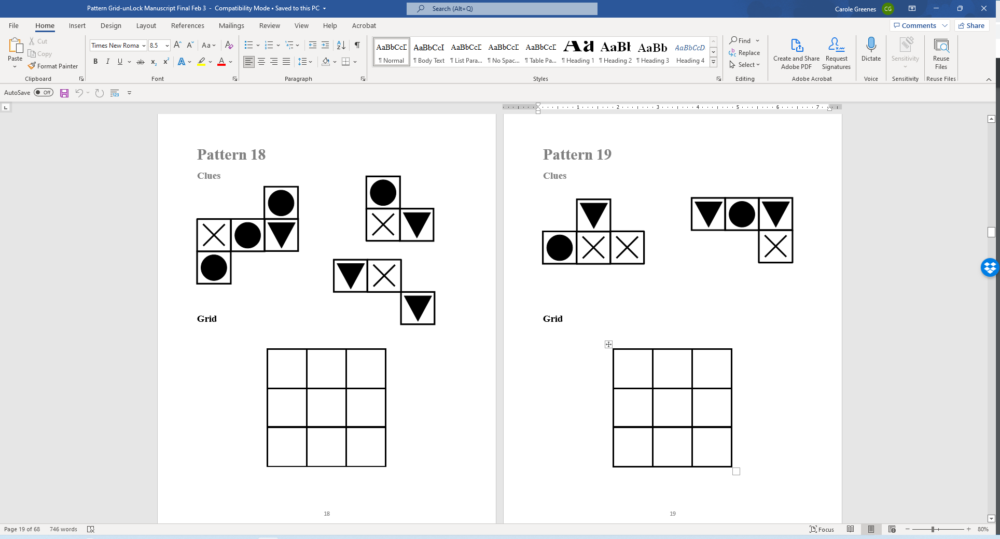 Pattern Grid-unLock Manuscript Final Feb 3 - Compatibility Mode • Saved to this PC
Search (Alt+Q)
Carole Greenes CG
File Home Insert Design Layout References Mailings Review View Help Acrobat
Comments Share
Paste
Cut
Copy
Format Painter
Clipboard
Times New Roma 8.5
Font
Paragraph
AaBbCcD AaBbCcI AaBbCcD AaBbCcD AaBbCcD AaBb AaBb AaBbCcD
¶ Normal ¶ Body Text ¶ List Para... ¶ No Spac... ¶ Table Pa... ¶ Heading 1 ¶ Heading 2 ¶ Heading 3 Heading 4
Styles
Find
Replace
Select
Editing
Create and Share
Adobe PDF
Request
Signatures
Adobe Acrobat
Dictate
Voice
Sensitivity
Sensitivity
Reuse
Files
Reuse Files
AutoSave Off
1 2 3 4 5 6 7
Pattern 18
Clues
Grid
18
Pattern 19
Clues
Grid
19
Page 19 of 68 746 words
Focus
80%